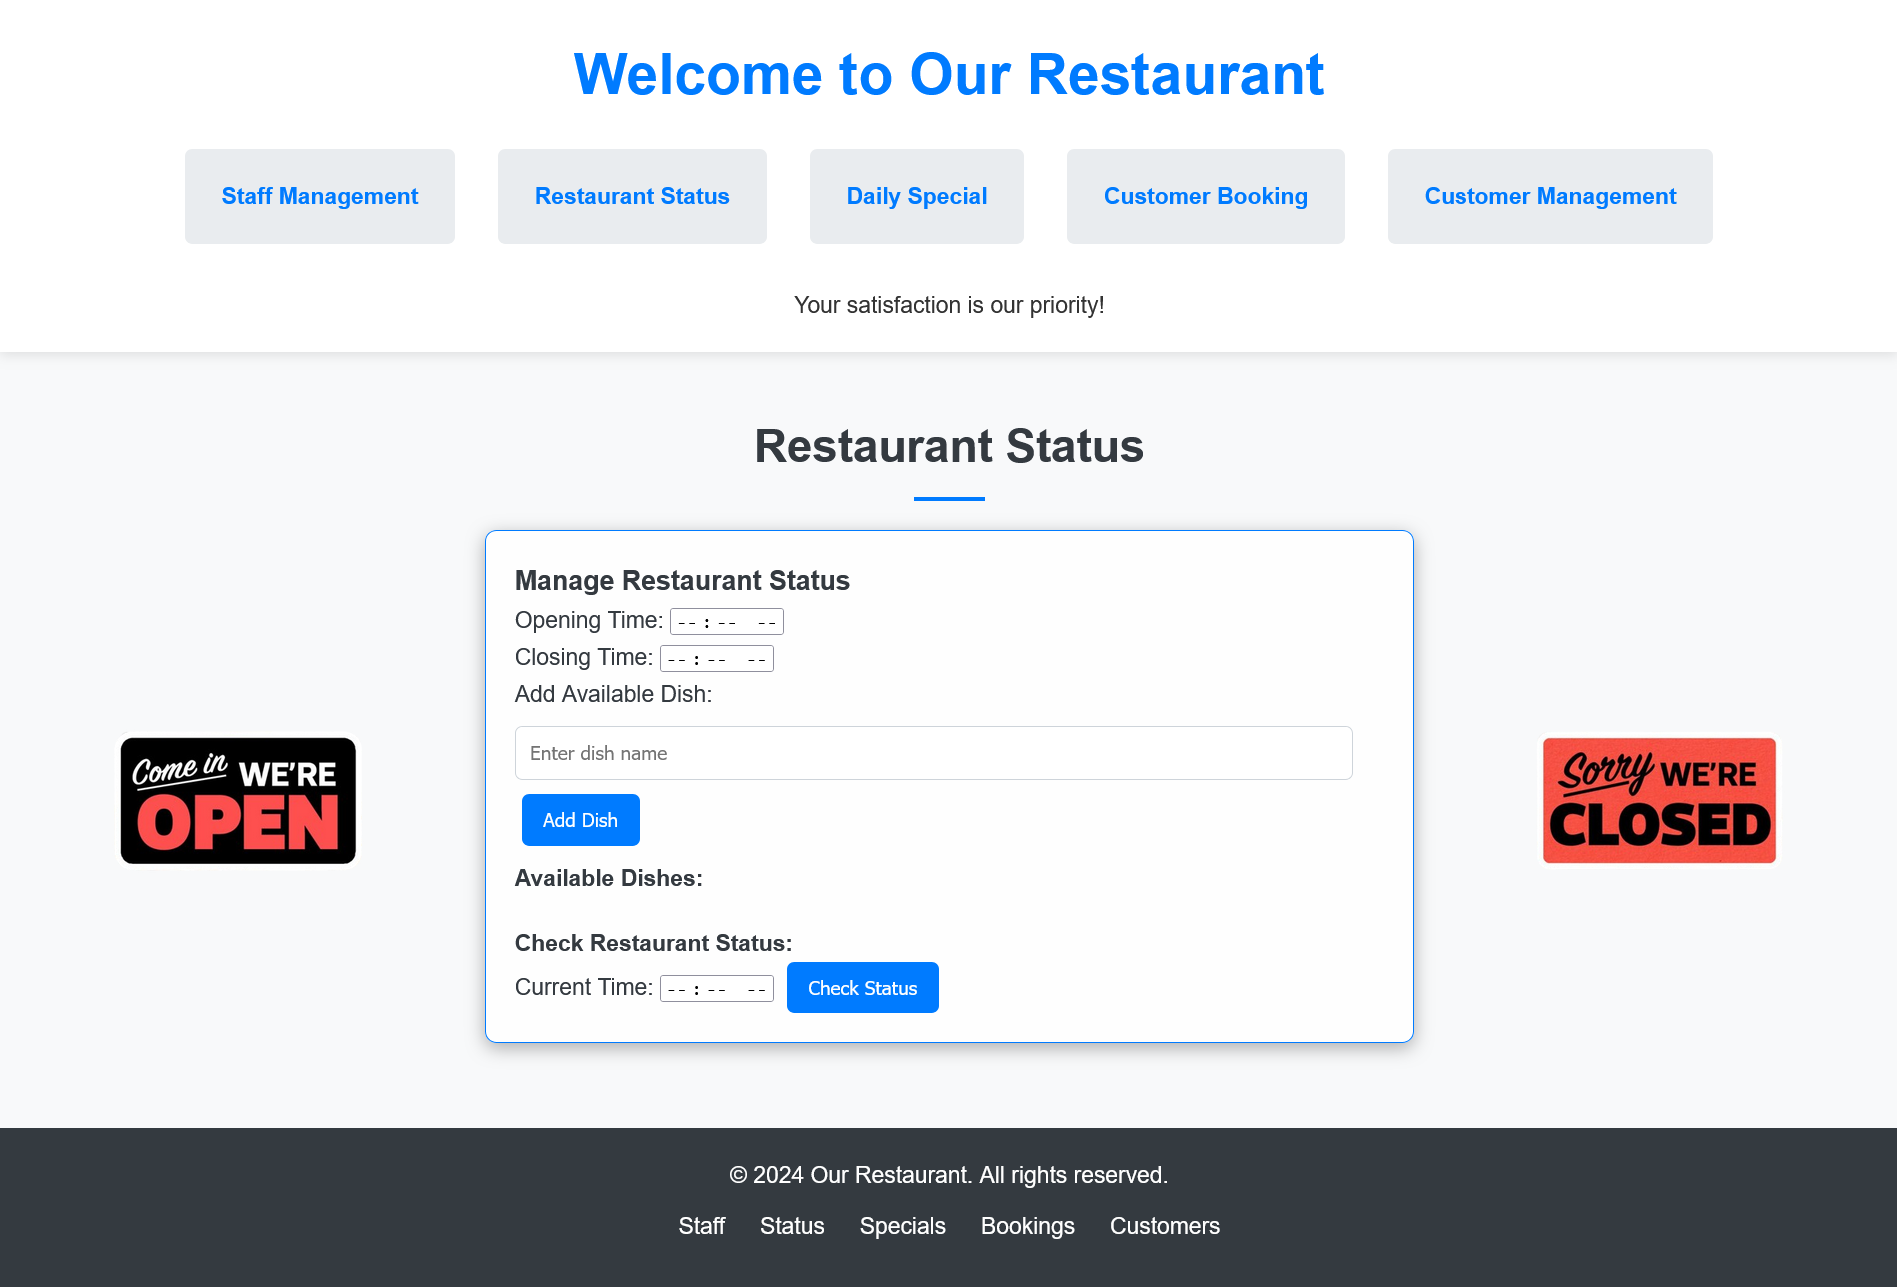 Welcome to Our Restaurant
Staff Management
Restaurant Status
Daily Special
Customer Booking
Customer Management
Your satisfaction is our priority!
Restaurant Status
Manage Restaurant Status
Opening Time: --:-- --
Closing Time: --:-- --
Add Available Dish:
Enter dish name
Add Dish
Available Dishes:
Check Restaurant Status:
Current Time: --:-- -- Check Status
Come in WE'RE
OPEN
Sorry WE'RE
CLOSED
© 2024 Our Restaurant. All rights reserved.
Staff Status Specials Bookings Customers